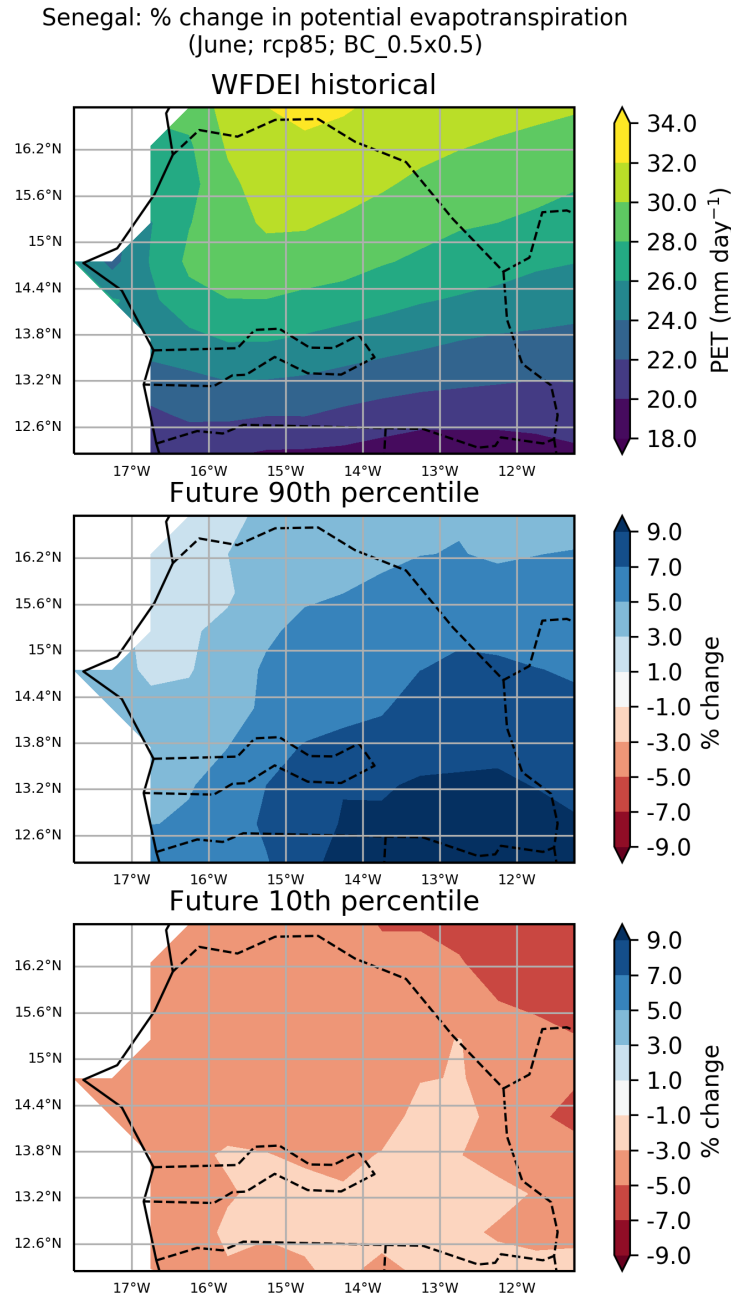 Senegal: % change in potential evapotranspiration
(June; rcp85; BC_0.5x0.5)
WFDEI historical
16.2°N
15.6°N
15°N
14.4°N
13.8°N
13.2°N
12.6°N
17°W 16°W 15°W 14°W 13°W 12°W
34.0
32.0
30.0
28.0
26.0
24.0
22.0
20.0
18.0
PET (mm day⁻¹)
Future 90th percentile
16.2°N
15.6°N
15°N
14.4°N
13.8°N
13.2°N
12.6°N
17°W 16°W 15°W 14°W 13°W 12°W
9.0
7.0
5.0
3.0
1.0
-1.0
-3.0
-5.0
-7.0
-9.0
% change
Future 10th percentile
16.2°N
15.6°N
15°N
14.4°N
13.8°N
13.2°N
12.6°N
17°W 16°W 15°W 14°W 13°W 12°W
9.0
7.0
5.0
3.0
1.0
-1.0
-3.0
-5.0
-7.0
-9.0
% change